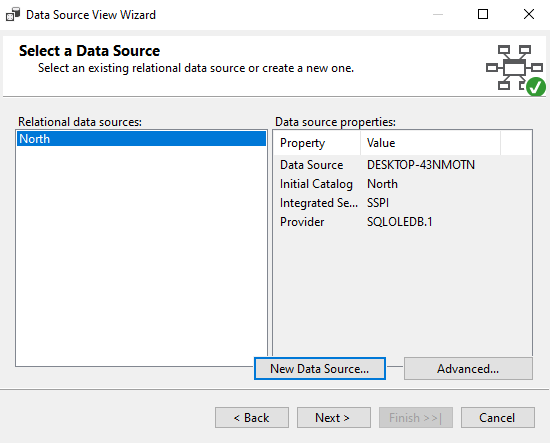 Data Source View Wizard
Select a Data Source
Select an existing relational data source or create a new one.
Relational data sources:
North
Data source properties:
Property Value
Data Source DESKTOP-43NMOTN
Initial Catalog North
Integrated Se... SSPI
Provider SQLOLEDB.1
New Data Source... Advanced...
< Back Next > Finish >>| Cancel